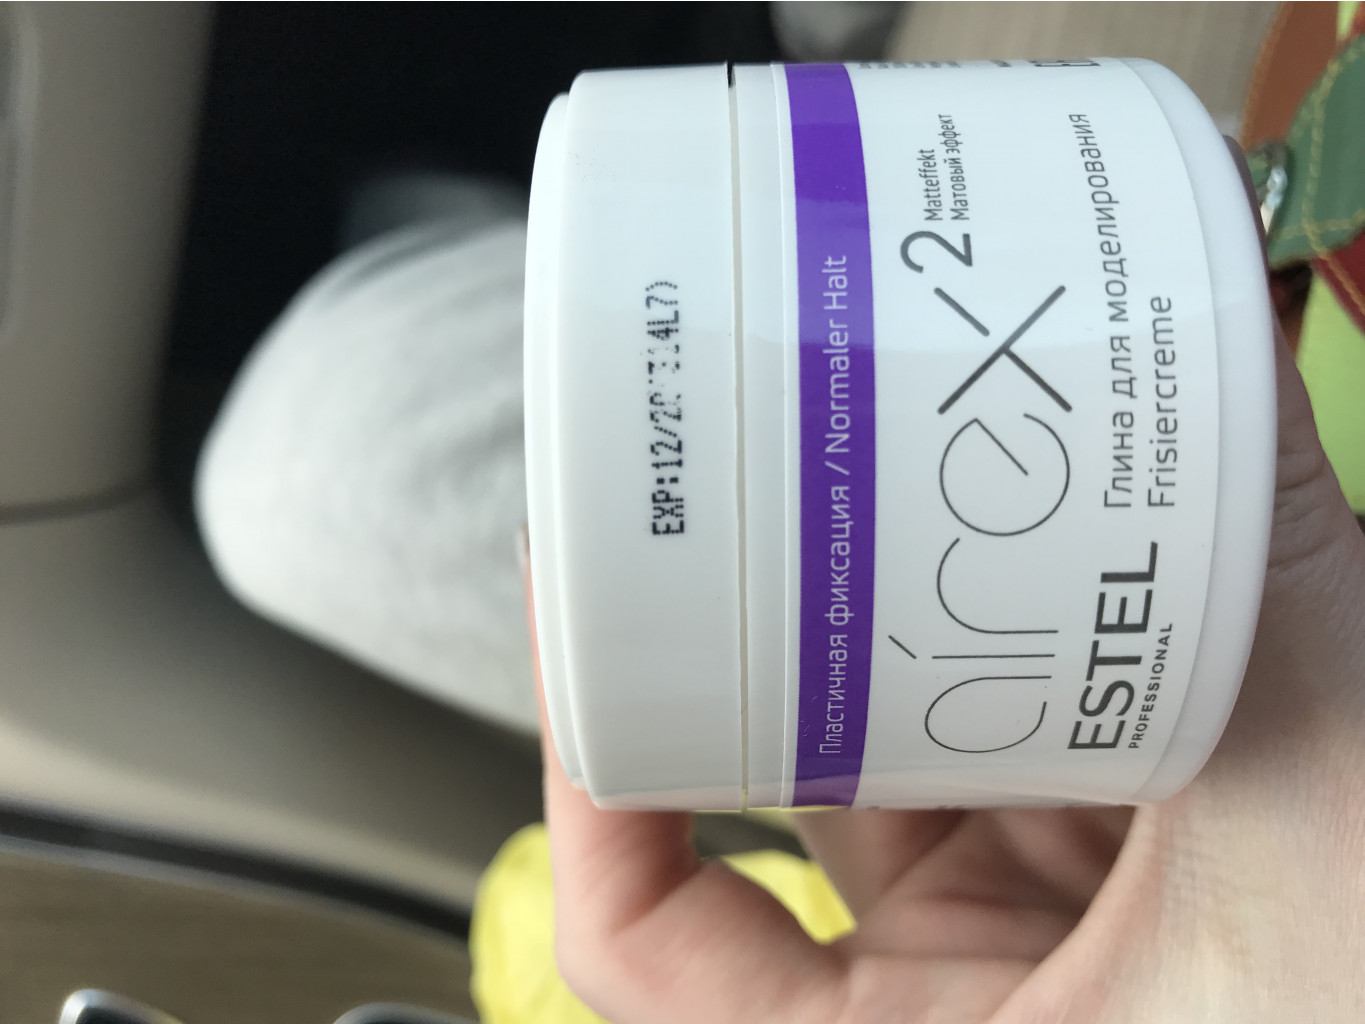 Пластичная фиксация / Normaler Halt
airex 2
Matteffekt
Матовый эффект
ESTEL
PROFESSIONAL
Глина для моделирования
Frisiercreme